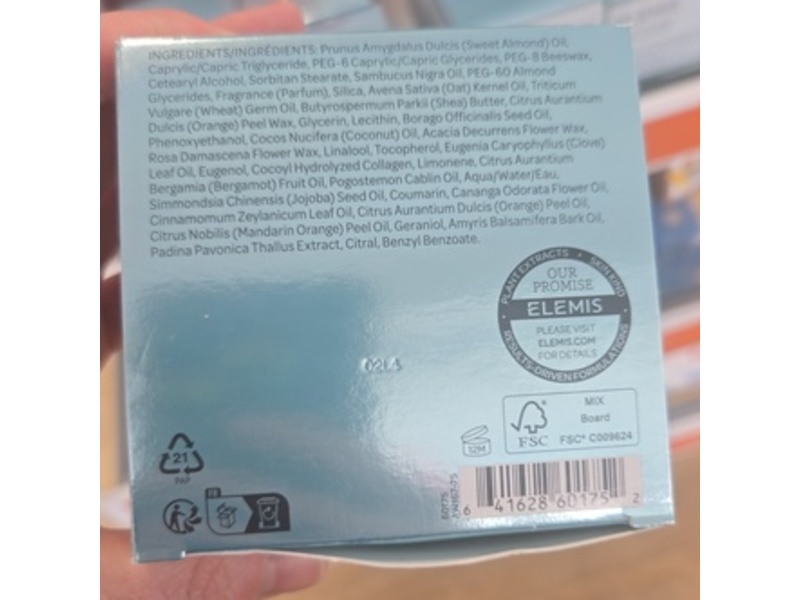 INGREDIENTS/INGRÉDIENTS: Prunus Amygdalus Dulcis (Sweet Almond) Oil,
Caprylic/Capric Triglyceride, PEG-6 Caprylic/Capric Glycerides, PEG-8 Beeswax,
Cetearyl Alcohol, Sorbitan Stearate, Sambucus Nigra Oil, PEG-60 Almond
Glycerides, Fragrance (Parfum), Silica, Avena Sativa (Oat) Kernel Oil, Triticum
Vulgare (Wheat) Germ Oil, Butyrospermum Parkii (Shea) Butter, Citrus Aurantium
Dulcis (Orange) Peel Wax, Glycerin, Lecithin, Borago Officinalis Seed Oil,
Phenoxyethanol, Cocos Nucifera (Coconut) Oil, Acacia Decurrens Flower Wax,
Rosa Damascena Flower Wax, Linalool, Tocopherol, Eugenia Caryophyllus (Clove)
Leaf Oil, Eugenol, Cocoyl Hydrolyzed Collagen, Limonene, Citrus Aurantium
Bergamia (Bergamot) Fruit Oil, Pogostemon Cablin Oil, Aqua/Water/Eau,
Simmondsia Chinensis (Jojoba) Seed Oil, Coumarin, Cananga Odorata Flower Oil,
Cinnamomum Zeylanicum Leaf Oil, Citrus Aurantium Dulcis (Orange) Peel Oil,
Citrus Nobilis (Mandarin Orange) Peel Oil, Geraniol, Amyris Balsamifera Bark Oil,
Padina Pavonica Thallus Extract, Citral, Benzyl Benzoate.
PLANT EXTRACTS • SKIN KIND
OUR
PROMISE
ELEMIS
PLEASE VISIT
ELEMIS.COM
FOR DETAILS
RESULTS-DRIVEN FORMULATIONS
02L4
MIX
Board
FSC
FSC® C009624
12M
21
PAP
FR
60175
6 41628 60175 2